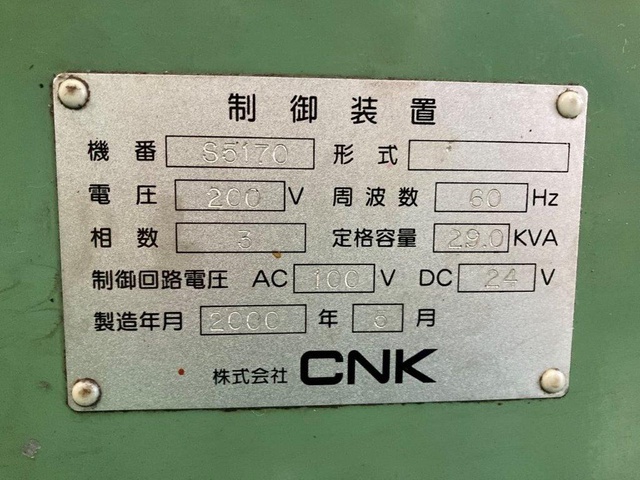 制御装置
機番 S5170 形式
電圧 200 V 周波数 60 Hz
相数 3 定格容量 29.0 KVA
制御回路電圧 AC 100 V DC 24 V
製造年月 2000 年 月
株式会社 CNK